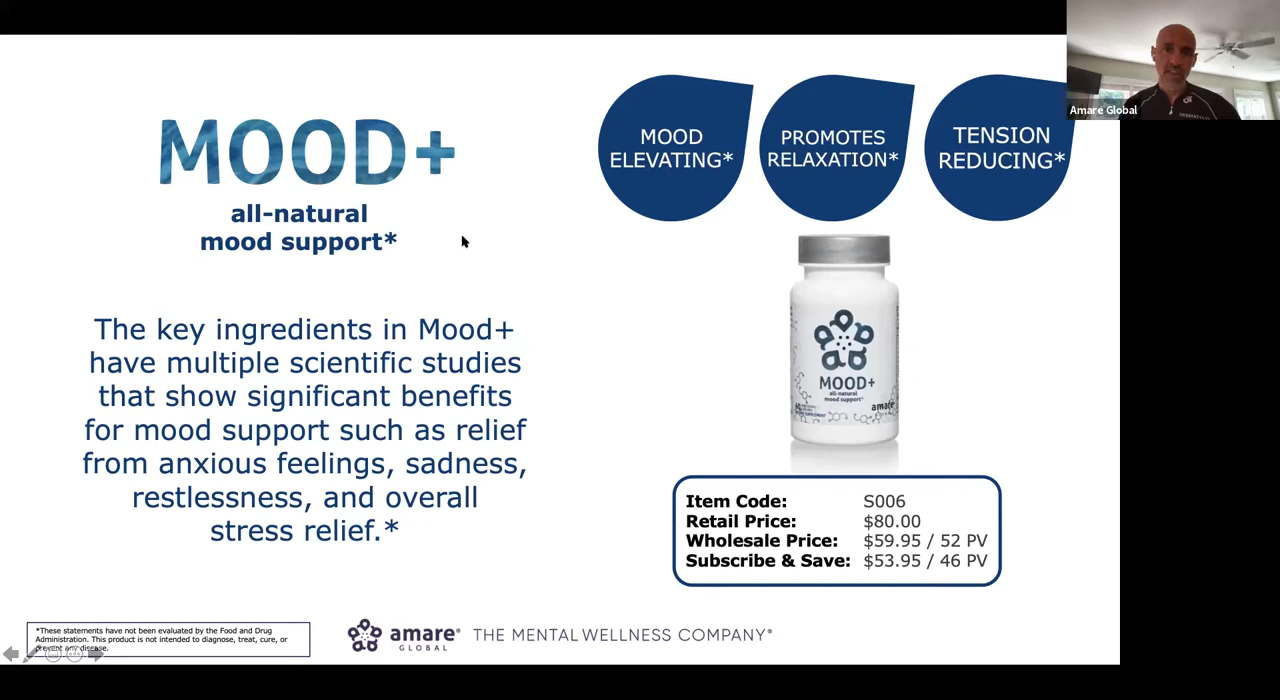 MOOD+
all-natural
mood support*
The key ingredients in Mood+
have multiple scientific studies
that show significant benefits
for mood support such as relief
from anxious feelings, sadness,
restlessness, and overall
stress relief.*
MOOD
ELEVATING*
PROMOTES
RELAXATION*
TENSION
REDUCING*
Amare Global
MOOD+
all-natural
mood support*
amare
Item Code: S006
Retail Price: $80.00
Wholesale Price: $59.95 / 52 PV
Subscribe & Save: $53.95 / 46 PV
*These statements have not been evaluated by the Food and Drug
Administration. This product is not intended to diagnose, treat, cure, or
prevent any disease.
amare®
GLOBAL
THE MENTAL WELLNESS COMPANY®